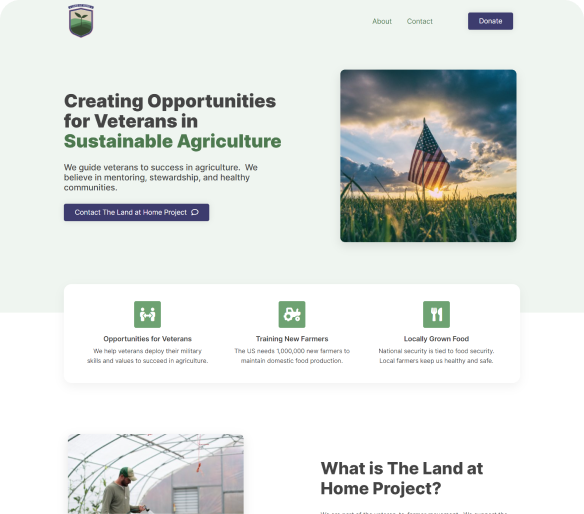 About
Contact
Donate
Creating Opportunities
for Veterans in
Sustainable Agriculture
We guide veterans to success in agriculture. We
believe in mentoring, stewardship, and healthy
communities.
Contact The Land at Home Project
Opportunities for Veterans
We help veterans deploy their military
skills and values to succeed in agriculture.
Training New Farmers
The US needs 1,000,000 new farmers to
maintain domestic food production.
Locally Grown Food
National security is tied to food security.
Local farmers keep us healthy and safe.
What is The Land at
Home Project?